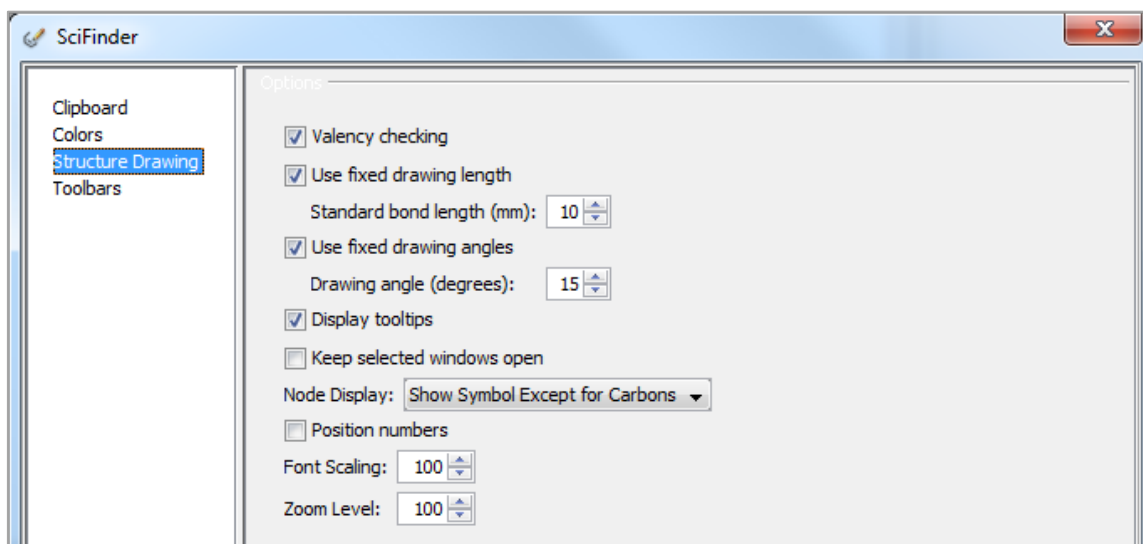 SciFinder
Clipboard
Colors
Structure Drawing
Toolbars
Options
Valency checking
Use fixed drawing length
Standard bond length (mm): 10
Use fixed drawing angles
Drawing angle (degrees): 15
Display tooltips
Keep selected windows open
Node Display: Show Symbol Except for Carbons
Position numbers
Font Scaling: 100
Zoom Level: 100